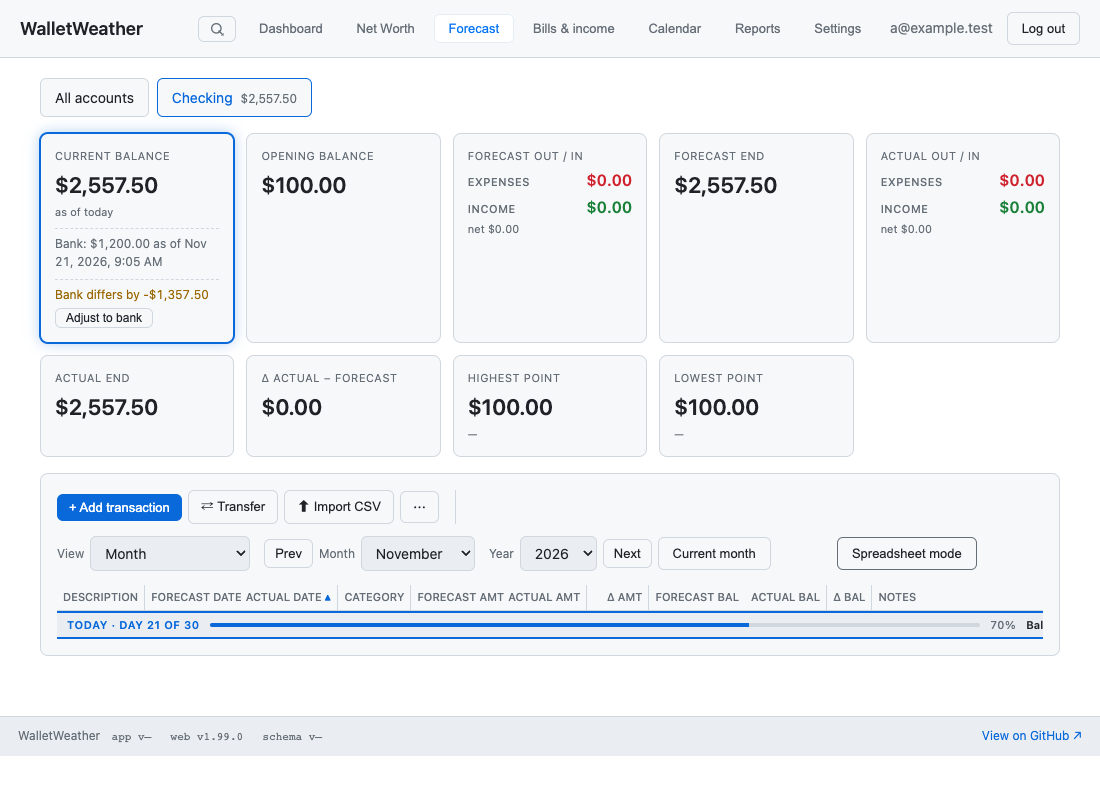 WalletWeather
Dashboard Net Worth Forecast Bills & income Calendar Reports Settings a@example.test Log out
All accounts Checking $2,557.50
CURRENT BALANCE
$2,557.50
as of today
Bank: $1,200.00 as of Nov
21, 2026, 9:05 AM
Bank differs by -$1,357.50
Adjust to bank
OPENING BALANCE
$100.00
FORECAST OUT / IN
EXPENSES $0.00
INCOME $0.00
net $0.00
FORECAST END
$2,557.50
ACTUAL OUT / IN
EXPENSES $0.00
INCOME $0.00
net $0.00
ACTUAL END
$2,557.50
Δ ACTUAL − FORECAST
$0.00
HIGHEST POINT
$100.00
—
LOWEST POINT
$100.00
—
+ Add transaction ⇄ Transfer ⬆ Import CSV ⋯
View Month Prev Month November Year 2026 Next Current month Spreadsheet mode
DESCRIPTION FORECAST DATE ACTUAL DATE ▲ CATEGORY FORECAST AMT ACTUAL AMT Δ AMT FORECAST BAL ACTUAL BAL Δ BAL NOTES
TODAY · DAY 21 OF 30 70% Bal
WalletWeather app v— web v1.99.0 schema v— View on GitHub ↗